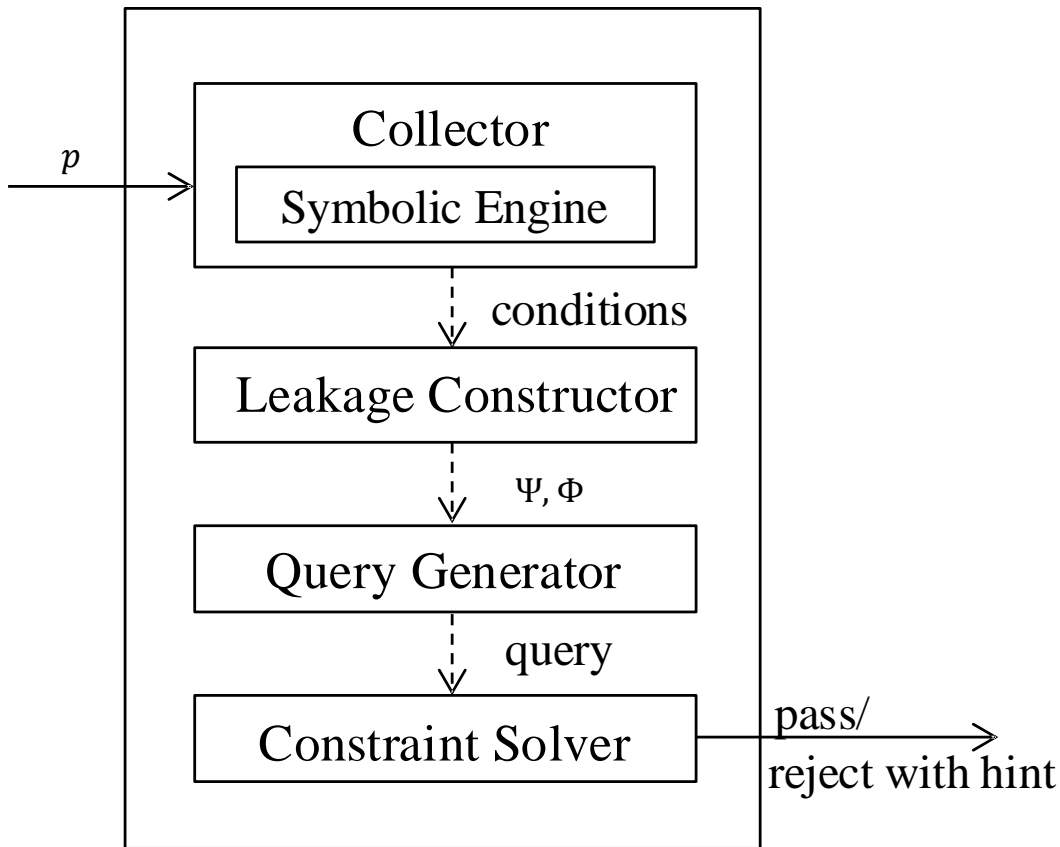 Collector
p
Symbolic Engine
conditions
Leakage Constructor
Ψ, Φ
Query Generator
query
Constraint Solver
pass/
reject with hint